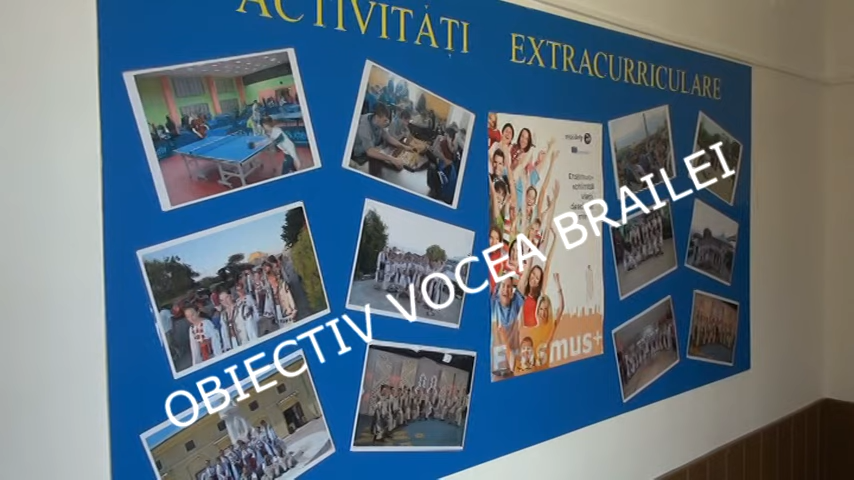 ACTIVITĂȚI EXTRACURRICULARE
OBIECTIV VOCEA BRAILEI
Erasmus+